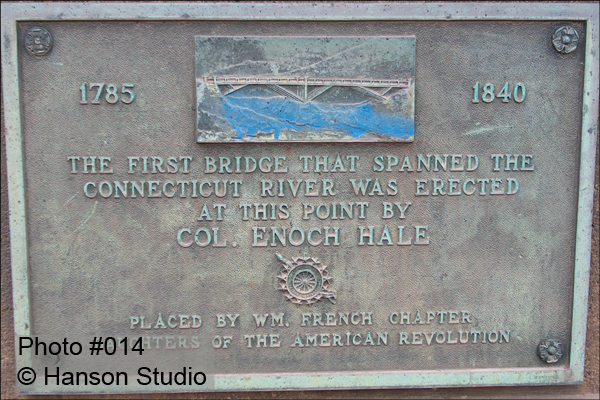 1785 1840
THE FIRST BRIDGE THAT SPANNED THE
CONNECTICUT RIVER WAS ERECTED
AT THIS POINT BY
COL. ENOCH HALE
PLACED BY WM. FRENCH CHAPTER
OF THE AMERICAN REVOLUTION
Photo #014
© Hanson Studio